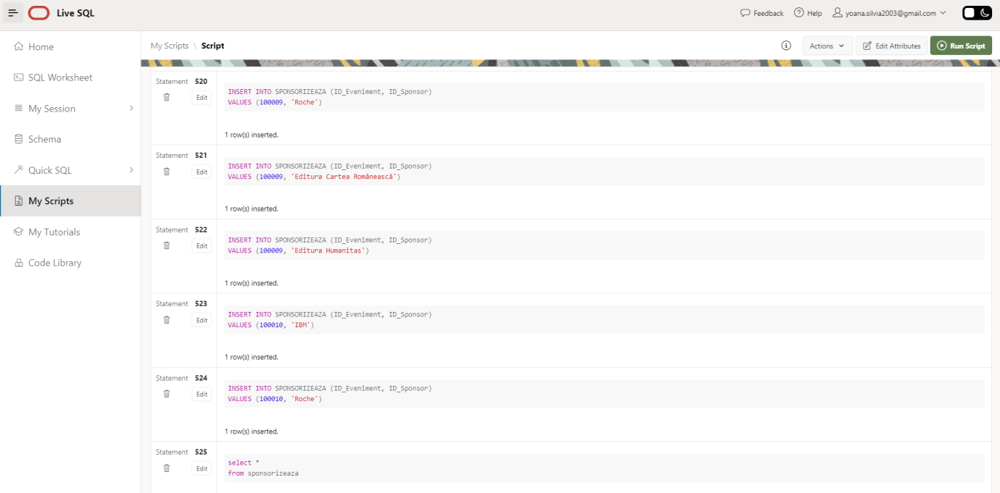 Live SQL
Feedback
Help
yoana.silvia2003@gmail.com
Home
SQL Worksheet
My Session
Schema
Quick SQL
My Scripts
My Tutorials
Code Library
My Scripts \ Script
Actions
Edit Attributes
Run Script
Statement 520
Edit
INSERT INTO SPONSORIZEAZA (ID_Eveniment, ID_Sponsor)
VALUES (100009, 'Roche')
1 row(s) inserted.
Statement 521
Edit
INSERT INTO SPONSORIZEAZA (ID_Eveniment, ID_Sponsor)
VALUES (100009, 'Editura Cartea Românească')
1 row(s) inserted.
Statement 522
Edit
INSERT INTO SPONSORIZEAZA (ID_Eveniment, ID_Sponsor)
VALUES (100009, 'Editura Humanitas')
1 row(s) inserted.
Statement 523
Edit
INSERT INTO SPONSORIZEAZA (ID_Eveniment, ID_Sponsor)
VALUES (100010, 'IBM')
1 row(s) inserted.
Statement 524
Edit
INSERT INTO SPONSORIZEAZA (ID_Eveniment, ID_Sponsor)
VALUES (100010, 'Roche')
1 row(s) inserted.
Statement 525
Edit
select *
from sponsorizeaza